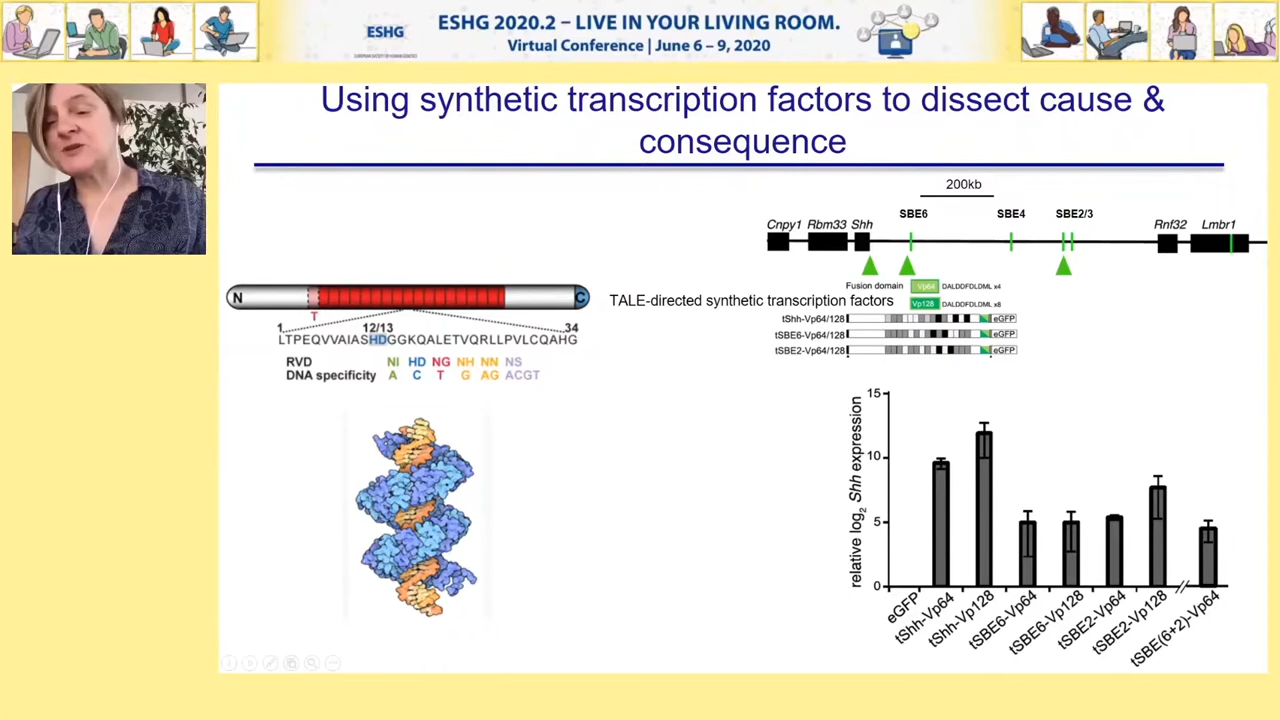 ESHG
ESHG 2020.2 – LIVE IN YOUR LIVING ROOM.
Virtual Conference | June 6 – 9, 2020
Using synthetic transcription factors to dissect cause &
consequence
200kb
SBE6 SBE4 SBE2/3
Cnpy1 Rbm33 Shh Rnf32 Lmbr1
N C
T
1 12/13 34
LTPEQVVAIASHDGGKQALETVQRLLPVLCQAHG
RVD NI HD NG NH NN NS
DNA specificity A C T G AG ACGT
Fusion domain Vp64 DALDDFDLDML x4
TALE-directed synthetic transcription factors Vp128 DALDDFDLDML x8
tShh-Vp64/128 eGFP
tSBE6-Vp64/128 eGFP
tSBE2-Vp64/128 eGFP
relative log2 Shh expression
15
10
5
0
eGFP
tShh-Vp64
tShh-Vp128
tSBE6-Vp64
tSBE6-Vp128
tSBE2-Vp64
tSBE2-Vp128
tSBE(6+2)-Vp64